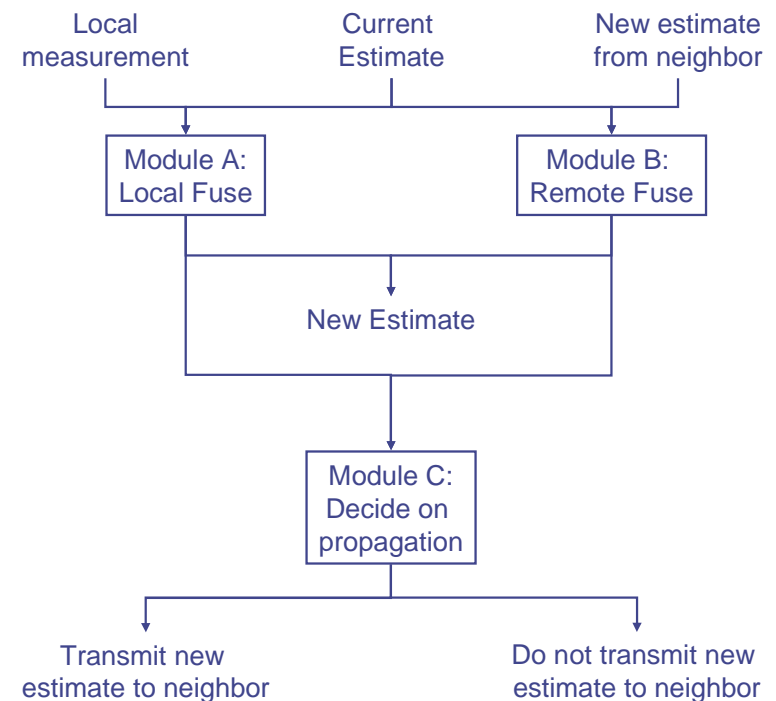 Local
measurement
Current
Estimate
New estimate
from neighbor
Module A:
Local Fuse
Module B:
Remote Fuse
New Estimate
Module C:
Decide on
propagation
Transmit new
estimate to neighbor
Do not transmit new
estimate to neighbor